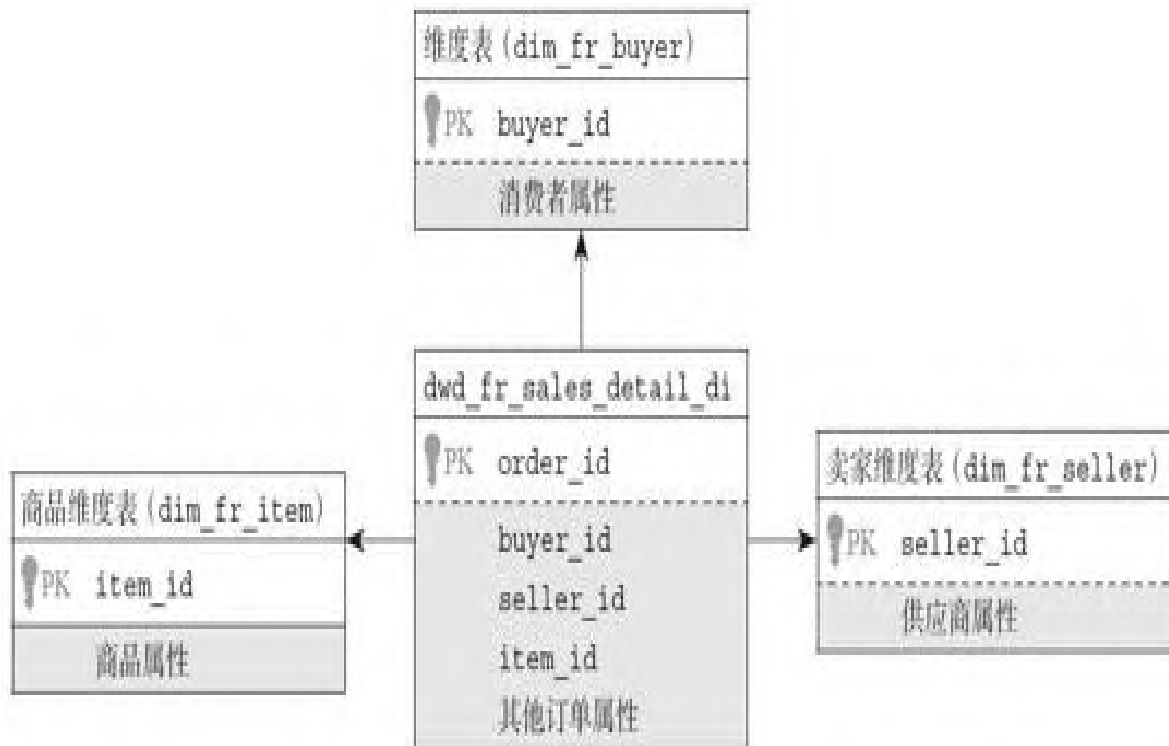 维度表(dim_fr_buyer)
PK buyer_id
消费者属性
dwd_fr_sales_detail_di
PK order_id
buyer_id
seller_id
item_id
其他订单属性
商品维度表(dim_fr_item)
PK item_id
商品属性
卖家维度表(dim_fr_seller)
PK seller_id
供应商属性